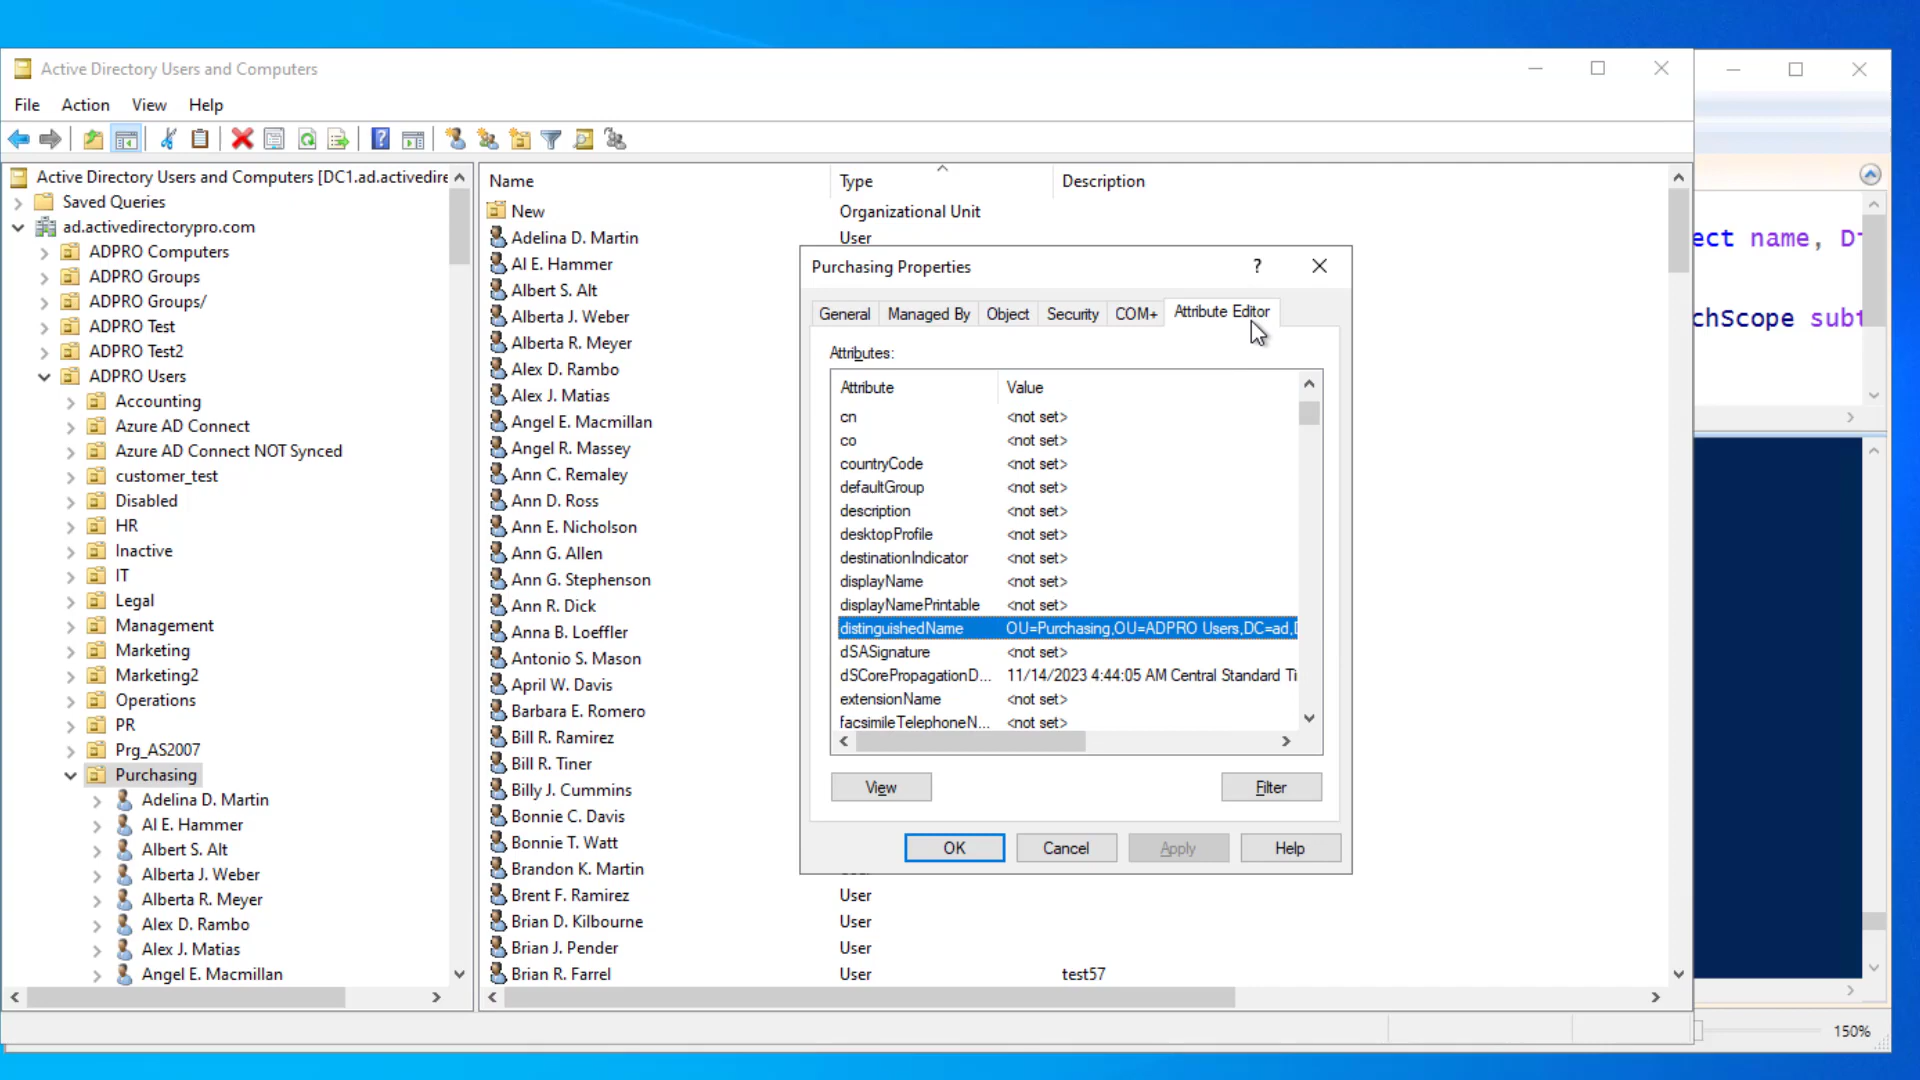 Active Directory Users and Computers
File Action View Help
Active Directory Users and Computers [DC1.ad.activedire
Saved Queries
ad.activedirectorypro.com
ADPRO Computers
ADPRO Groups
ADPRO Groups/
ADPRO Test
ADPRO Test2
ADPRO Users
Accounting
Azure AD Connect
Azure AD Connect NOT Synced
customer_test
Disabled
HR
Inactive
IT
Legal
Management
Marketing
Marketing2
Operations
PR
Prg_AS2007
Purchasing
Adelina D. Martin
Al E. Hammer
Albert S. Alt
Alberta J. Weber
Alberta R. Meyer
Alex D. Rambo
Alex J. Matias
Angel E. Macmillan
Name Type Description
New Organizational Unit
Adelina D. Martin User
Al E. Hammer
Albert S. Alt
Alberta J. Weber
Alberta R. Meyer
Alex D. Rambo
Alex J. Matias
Angel E. Macmillan
Angel R. Massey
Ann C. Remaley
Ann D. Ross
Ann E. Nicholson
Ann G. Allen
Ann G. Stephenson
Ann R. Dick
Anna B. Loeffler
Antonio S. Mason
April W. Davis
Barbara E. Romero
Bill R. Ramirez
Bill R. Tiner
Billy J. Cummins
Bonnie C. Davis
Bonnie T. Watt
Brandon K. Martin
Brent F. Ramirez User
Brian D. Kilbourne User
Brian J. Pender User
Brian R. Farrel User test57
Purchasing Properties
?
General Managed By Object Security COM+ Attribute Editor
Attributes:
Attribute Value
cn <not set>
co <not set>
countryCode <not set>
defaultGroup <not set>
description <not set>
desktopProfile <not set>
destinationIndicator <not set>
displayName <not set>
displayNamePrintable <not set>
distinguishedName OU=Purchasing,OU=ADPRO Users,DC=ad,
dSASignature <not set>
dSCorePropagationD... 11/14/2023 4:44:05 AM Central Standard Ti
extensionName <not set>
facsimileTelephoneN... <not set>
View Filter
OK Cancel Apply Help
ect name, D
chScope subt
150%